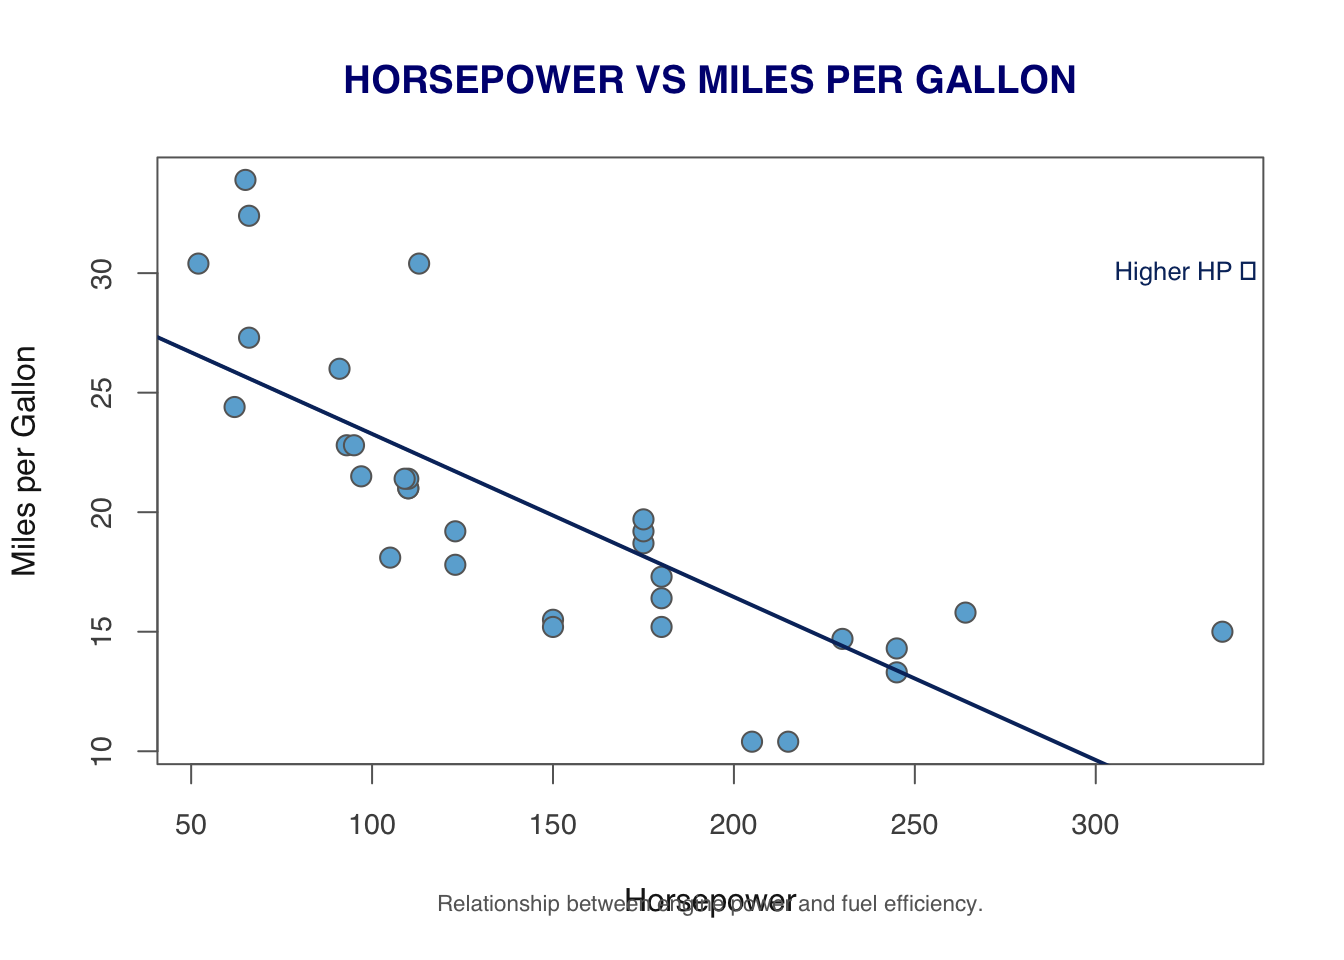 HORSEPOWER VS MILES PER GALLON
Miles per Gallon
30
25
20
15
10
Higher HP
50 100 150 200 250 300
Horsepower
Relationship between engine power and fuel efficiency.